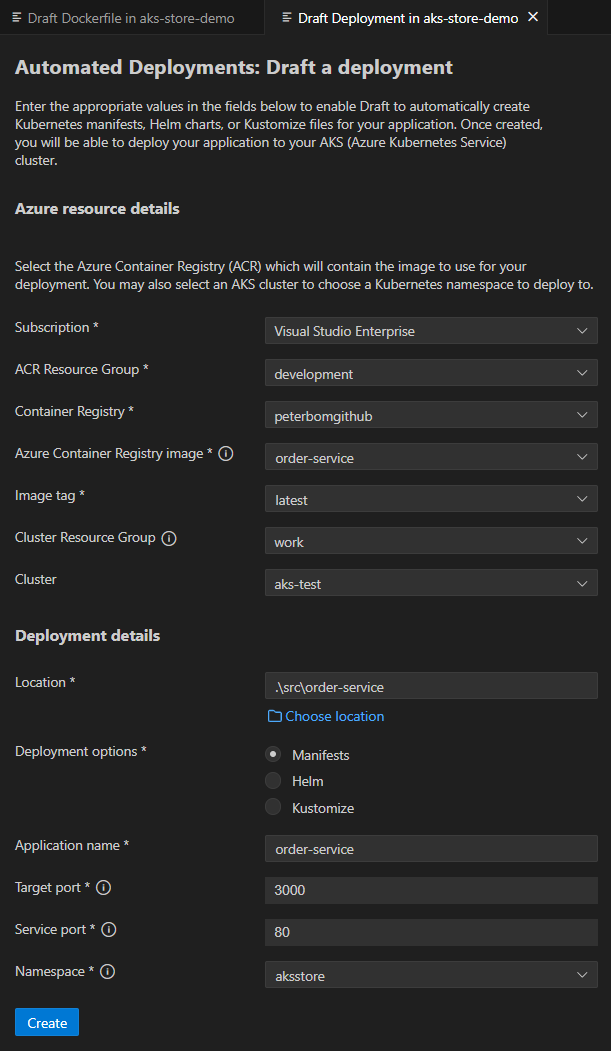 Draft Dockerfile in aks-store-demo
Draft Deployment in aks-store-demo
Automated Deployments: Draft a deployment
Enter the appropriate values in the fields below to enable Draft to automatically create
Kubernetes manifests, Helm charts, or Kustomize files for your application. Once created,
you will be able to deploy your application to your AKS (Azure Kubernetes Service)
cluster.
Azure resource details
Select the Azure Container Registry (ACR) which will contain the image to use for your
deployment. You may also select an AKS cluster to choose a Kubernetes namespace to deploy to.
Subscription * Visual Studio Enterprise
ACR Resource Group * development
Container Registry * peterbomgithub
Azure Container Registry image * order-service
Image tag * latest
Cluster Resource Group work
Cluster aks-test
Deployment details
Location * .\src\order-service
Choose location
Deployment options * Manifests
Helm
Kustomize
Application name * order-service
Target port * 3000
Service port * 80
Namespace * aksstore
Create